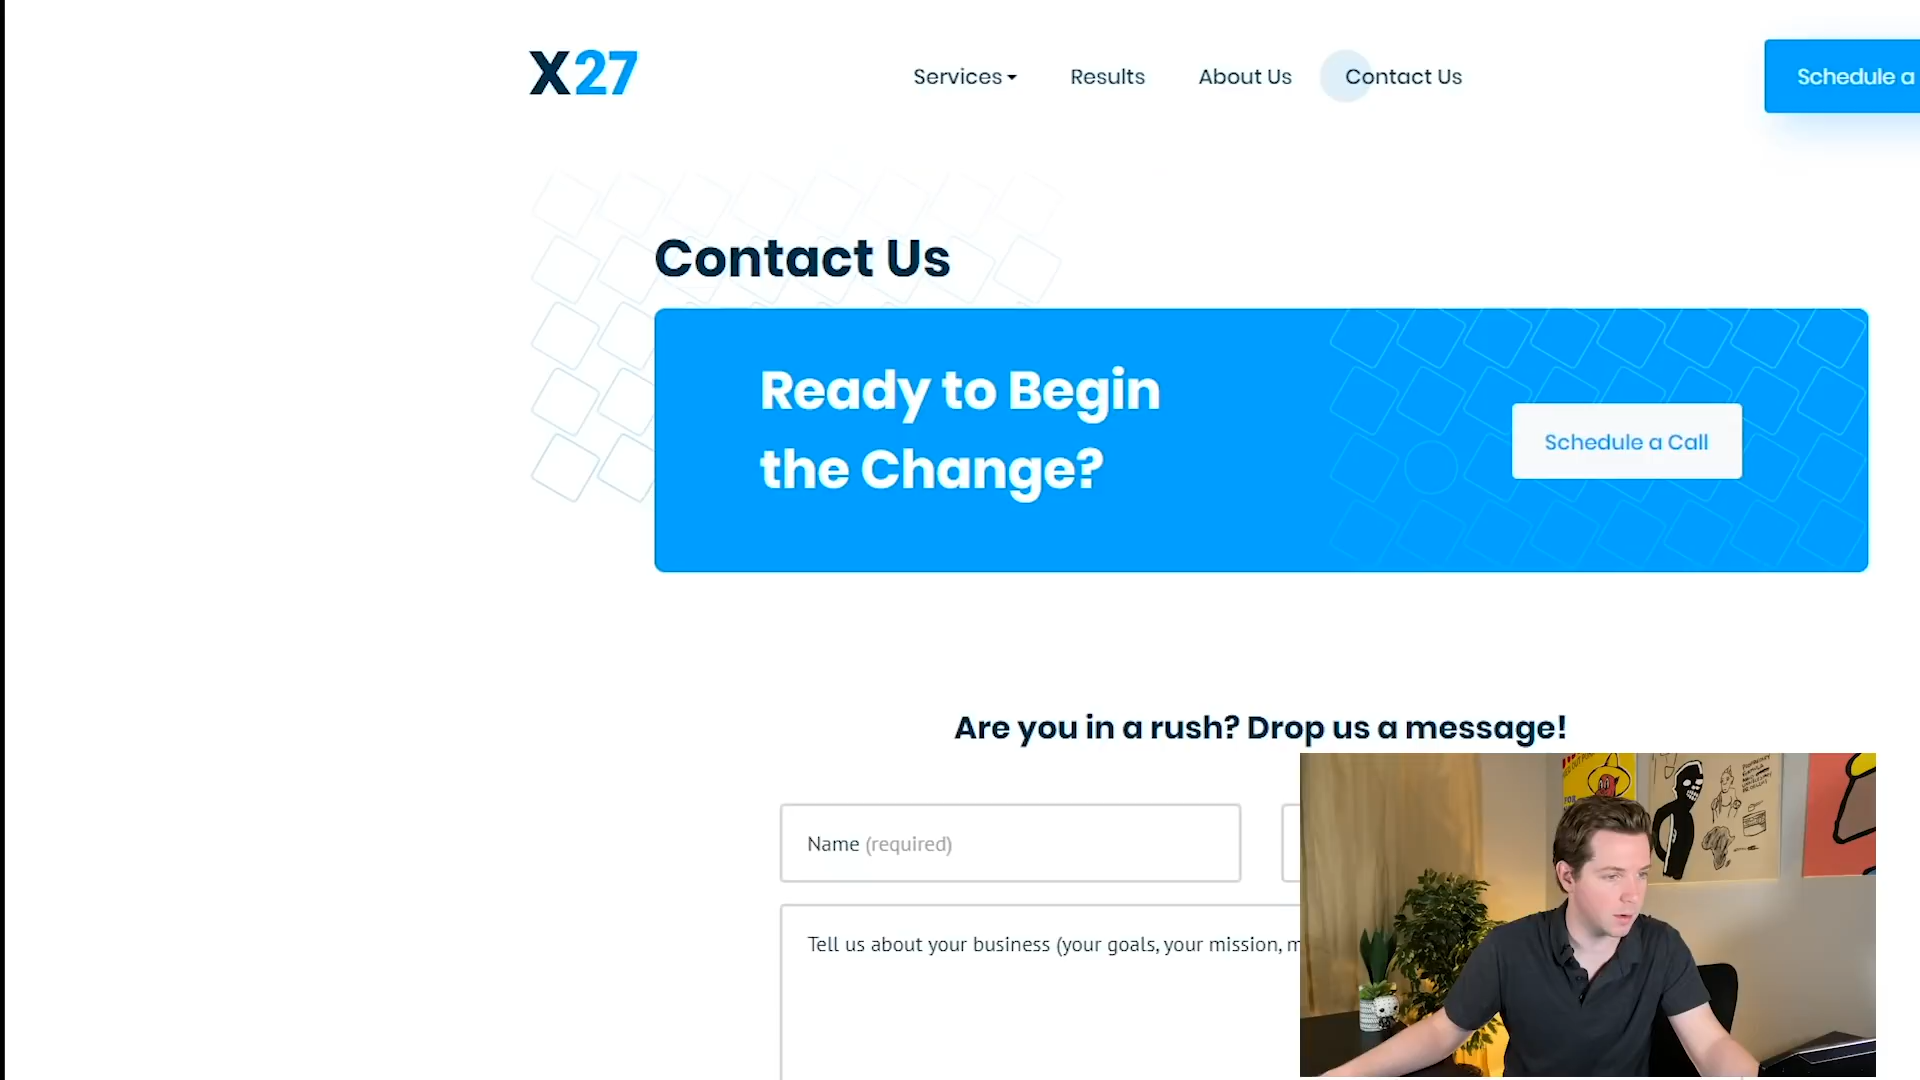 X27
Services
Results
About Us
Contact Us
Schedule a
Contact Us
Ready to Begin
the Change?
Schedule a Call
Are you in a rush? Drop us a message!
Name (required)
Tell us about your business (your goals, your mission, m